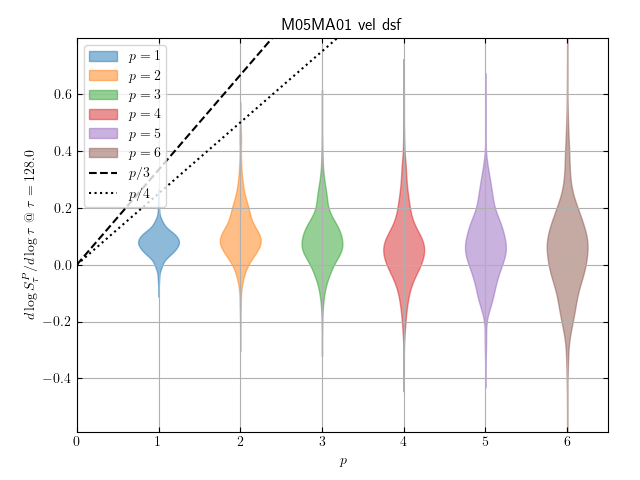 M05MA01 vel dsf
p = 1
p = 2
p = 3
p = 4
p = 5
p = 6
p/3
p/4
0.6
0.4
0.2
0.0
−0.2
−0.4
d log S_τ^P / d log τ @ τ = 128.0
0 1 2 3 4 5 6
p